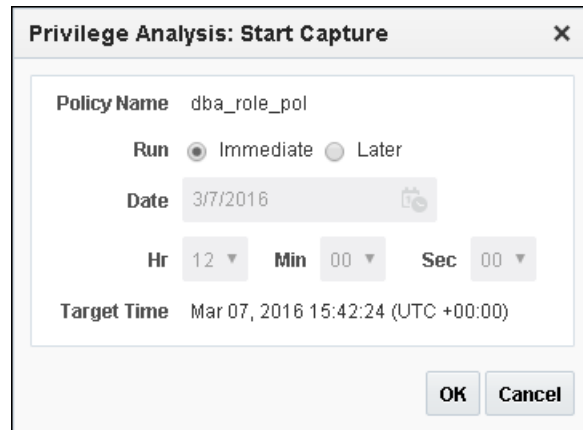 Privilege Analysis: Start Capture
Policy Name dba_role_pol
Run Immediate Later
Date 3/7/2016
Hr 12 Min 00 Sec 00
Target Time Mar 07, 2016 15:42:24 (UTC +00:00)
OK Cancel